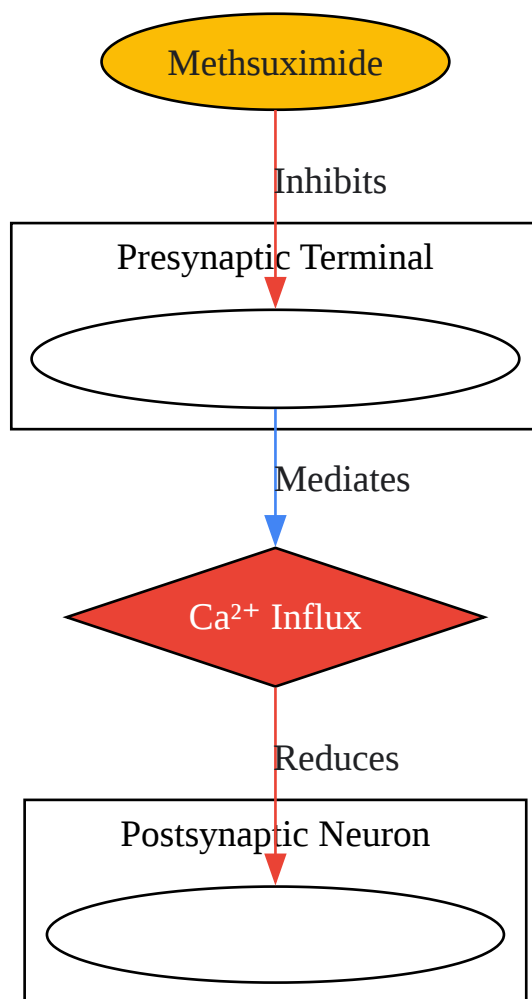 Methsuximide
Inhibits
Presynaptic Terminal
Mediates
Ca²⁺ Influx
Reduces
Postsynaptic Neuron